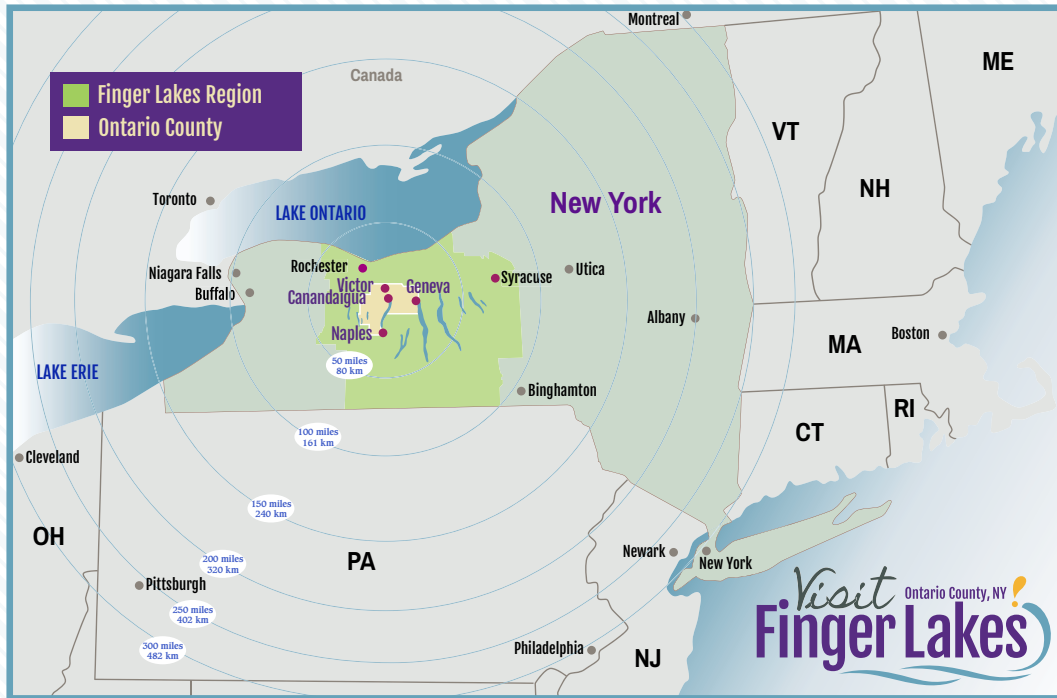 Montreal
Canada
ME
Finger Lakes Region
Ontario County
VT
NH
Toronto
New York
LAKE ONTARIO
Rochester
Niagara Falls
Syracuse
Utica
Victor
Geneva
Buffalo
Canandaigua
Albany
Naples
Boston
MA
LAKE ERIE
50 miles
80 km
Binghamton
RI
CT
100 miles
161 km
Cleveland
150 miles
240 km
OH
PA
Newark
New York
200 miles
320 km
Pittsburgh
250 miles
402 km
300 miles
482 km
Philadelphia
NJ
Visit
Ontario County, NY
Finger Lakes